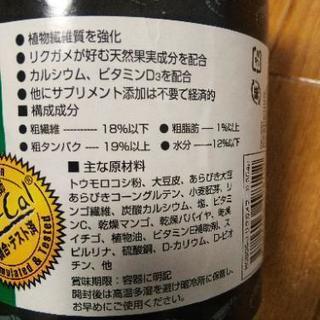 ● 植物繊維質を強化
● リクガメが好む天然果実成分を配合
● カルシウム、ビタミンD₃を配合
● 他にサプリメント添加は不要で経済的
■ 構成成分
● 粗繊維 ---------- 18%以下 ● 粗脂肪 ---- 1%以上
● 粗タンパク ---- 19%以下 ● 水分 ---- 12%以下
■ 主な原材料
トウモロコシ粉、大豆皮、あらびき大豆
あらびきコーングルテン、小麦胚芽、リ
ンゴ繊維、炭酸カルシウム、塩、ビタミ
ンC、乾燥マンゴ、乾燥パパイヤ、乾燥
イチゴ、植物油、ビタミンE補助剤、ス
ピルリナ、硫酸銅、D-カリウム、D-ビオ
チン、他
賞味期限:容器に明記
開封後は高温多湿を避け暗冷所に保管し、
お早めにご使用ください。
Ca
ulated & Tested